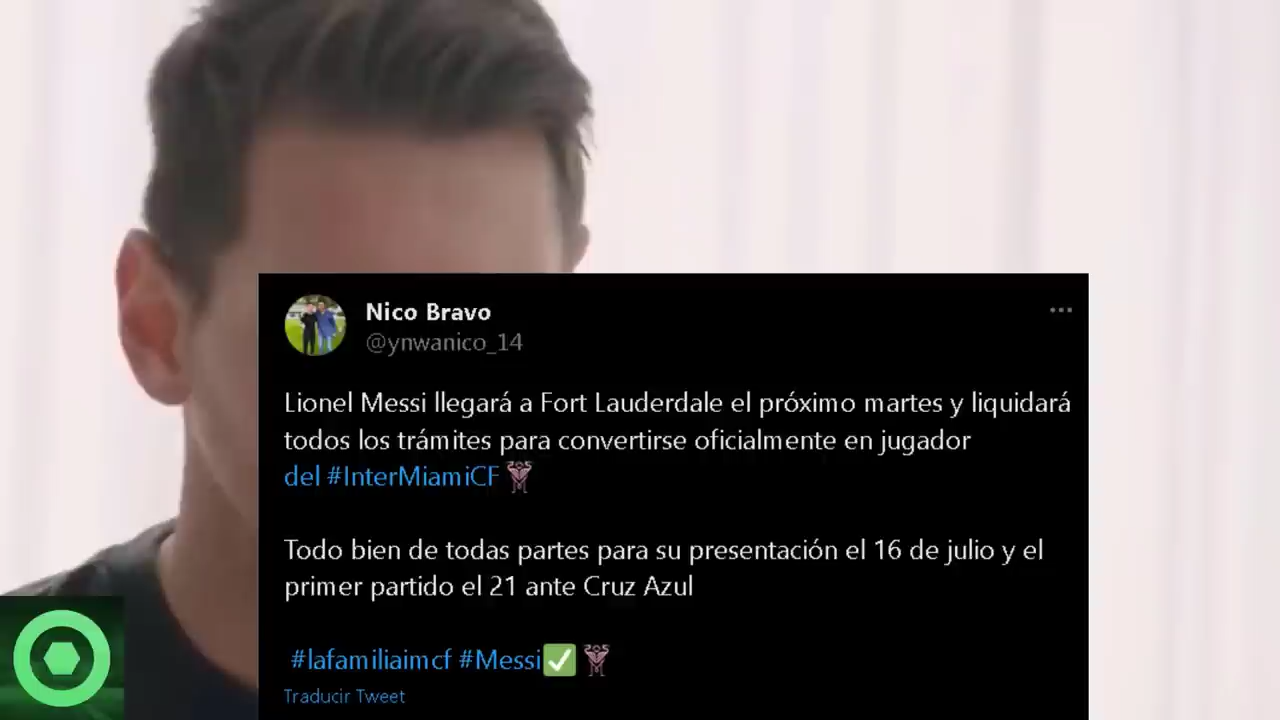 Nico Bravo
@ynwanico_14
Lionel Messi llegará a Fort Lauderdale el próximo martes y liquidará
todos los trámites para convertirse oficialmente en jugador
del #InterMiamiCF
Todo bien de todas partes para su presentación el 16 de julio y el
primer partido el 21 ante Cruz Azul
#lafamiliaimcf #Messi✅
Traducir Tweet